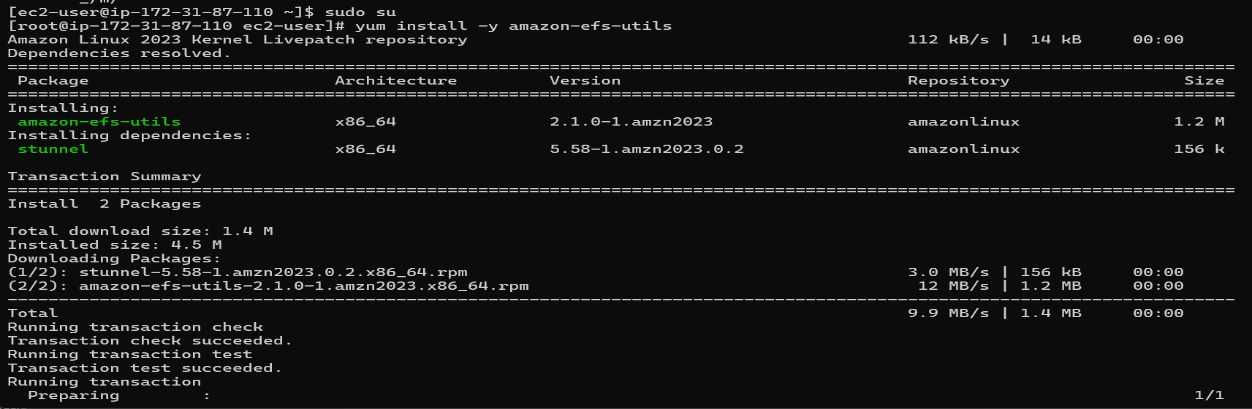 [ec2-user@ip-172-31-87-110 ~]$ sudo su
[root@ip-172-31-87-110 ec2-user]# yum install -y amazon-efs-utils
Amazon Linux 2023 Kernel Livepatch repository 112 kB/s | 14 kB 00:00
Dependencies resolved.
================================================================================
Package Architecture Version Repository Size
================================================================================
Installing:
amazon-efs-utils x86_64 2.1.0-1.amzn2023 amazonlinux 1.2 M
Installing dependencies:
stunnel x86_64 5.58-1.amzn2023.0.2 amazonlinux 156 k
Transaction Summary
================================================================================
Install 2 Packages
Total download size: 1.4 M
Installed size: 4.5 M
Downloading Packages:
(1/2): stunnel-5.58-1.amzn2023.0.2.x86_64.rpm 3.0 MB/s | 156 kB 00:00
(2/2): amazon-efs-utils-2.1.0-1.amzn2023.x86_64.rpm 12 MB/s | 1.2 MB 00:00
--------------------------------------------------------------------------------
Total 9.9 MB/s | 1.4 MB 00:00
Running transaction check
Transaction check succeeded.
Running transaction test
Transaction test succeeded.
Running transaction
Preparing : 1/1